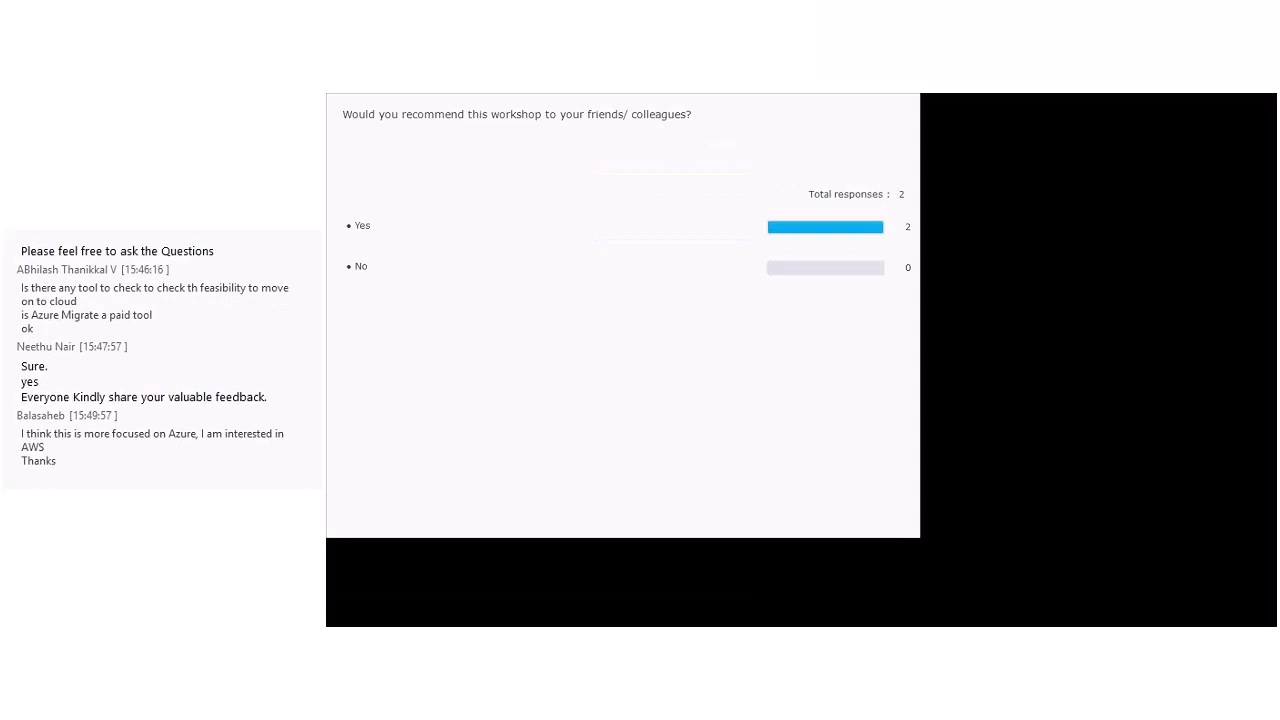 Please feel free to ask the Questions
ABhilash Thanikkal V [15:46:16 ]
Is there any tool to check to check th feasibility to move
on to cloud
is Azure Migrate a paid tool
ok
Neethu Nair [15:47:57 ]
Sure.
yes
Everyone Kindly share your valuable feedback.
Balasaheb [15:49:57 ]
I think this is more focused on Azure, I am interested in
AWS
Thanks
Would you recommend this workshop to your friends/ colleagues?
Total responses : 2
• Yes 2
• No 0